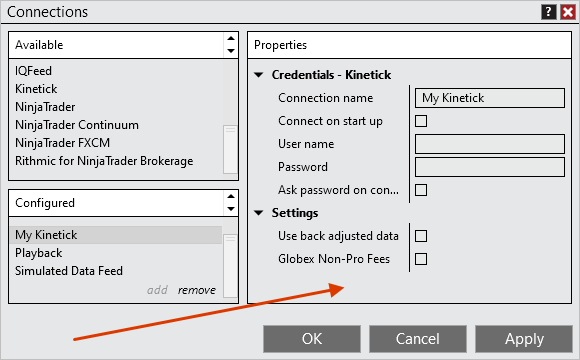 Connections
?
Available
IQFeed
Kinetick
NinjaTrader
NinjaTrader Continuum
NinjaTrader FXCM
Rithmic for NinjaTrader Brokerage
Configured
My Kinetick
Playback
Simulated Data Feed
add remove
Properties
Credentials - Kinetick
Connection name My Kinetick
Connect on start up
User name
Password
Ask password on con...
Settings
Use back adjusted data
Globex Non-Pro Fees
OK Cancel Apply